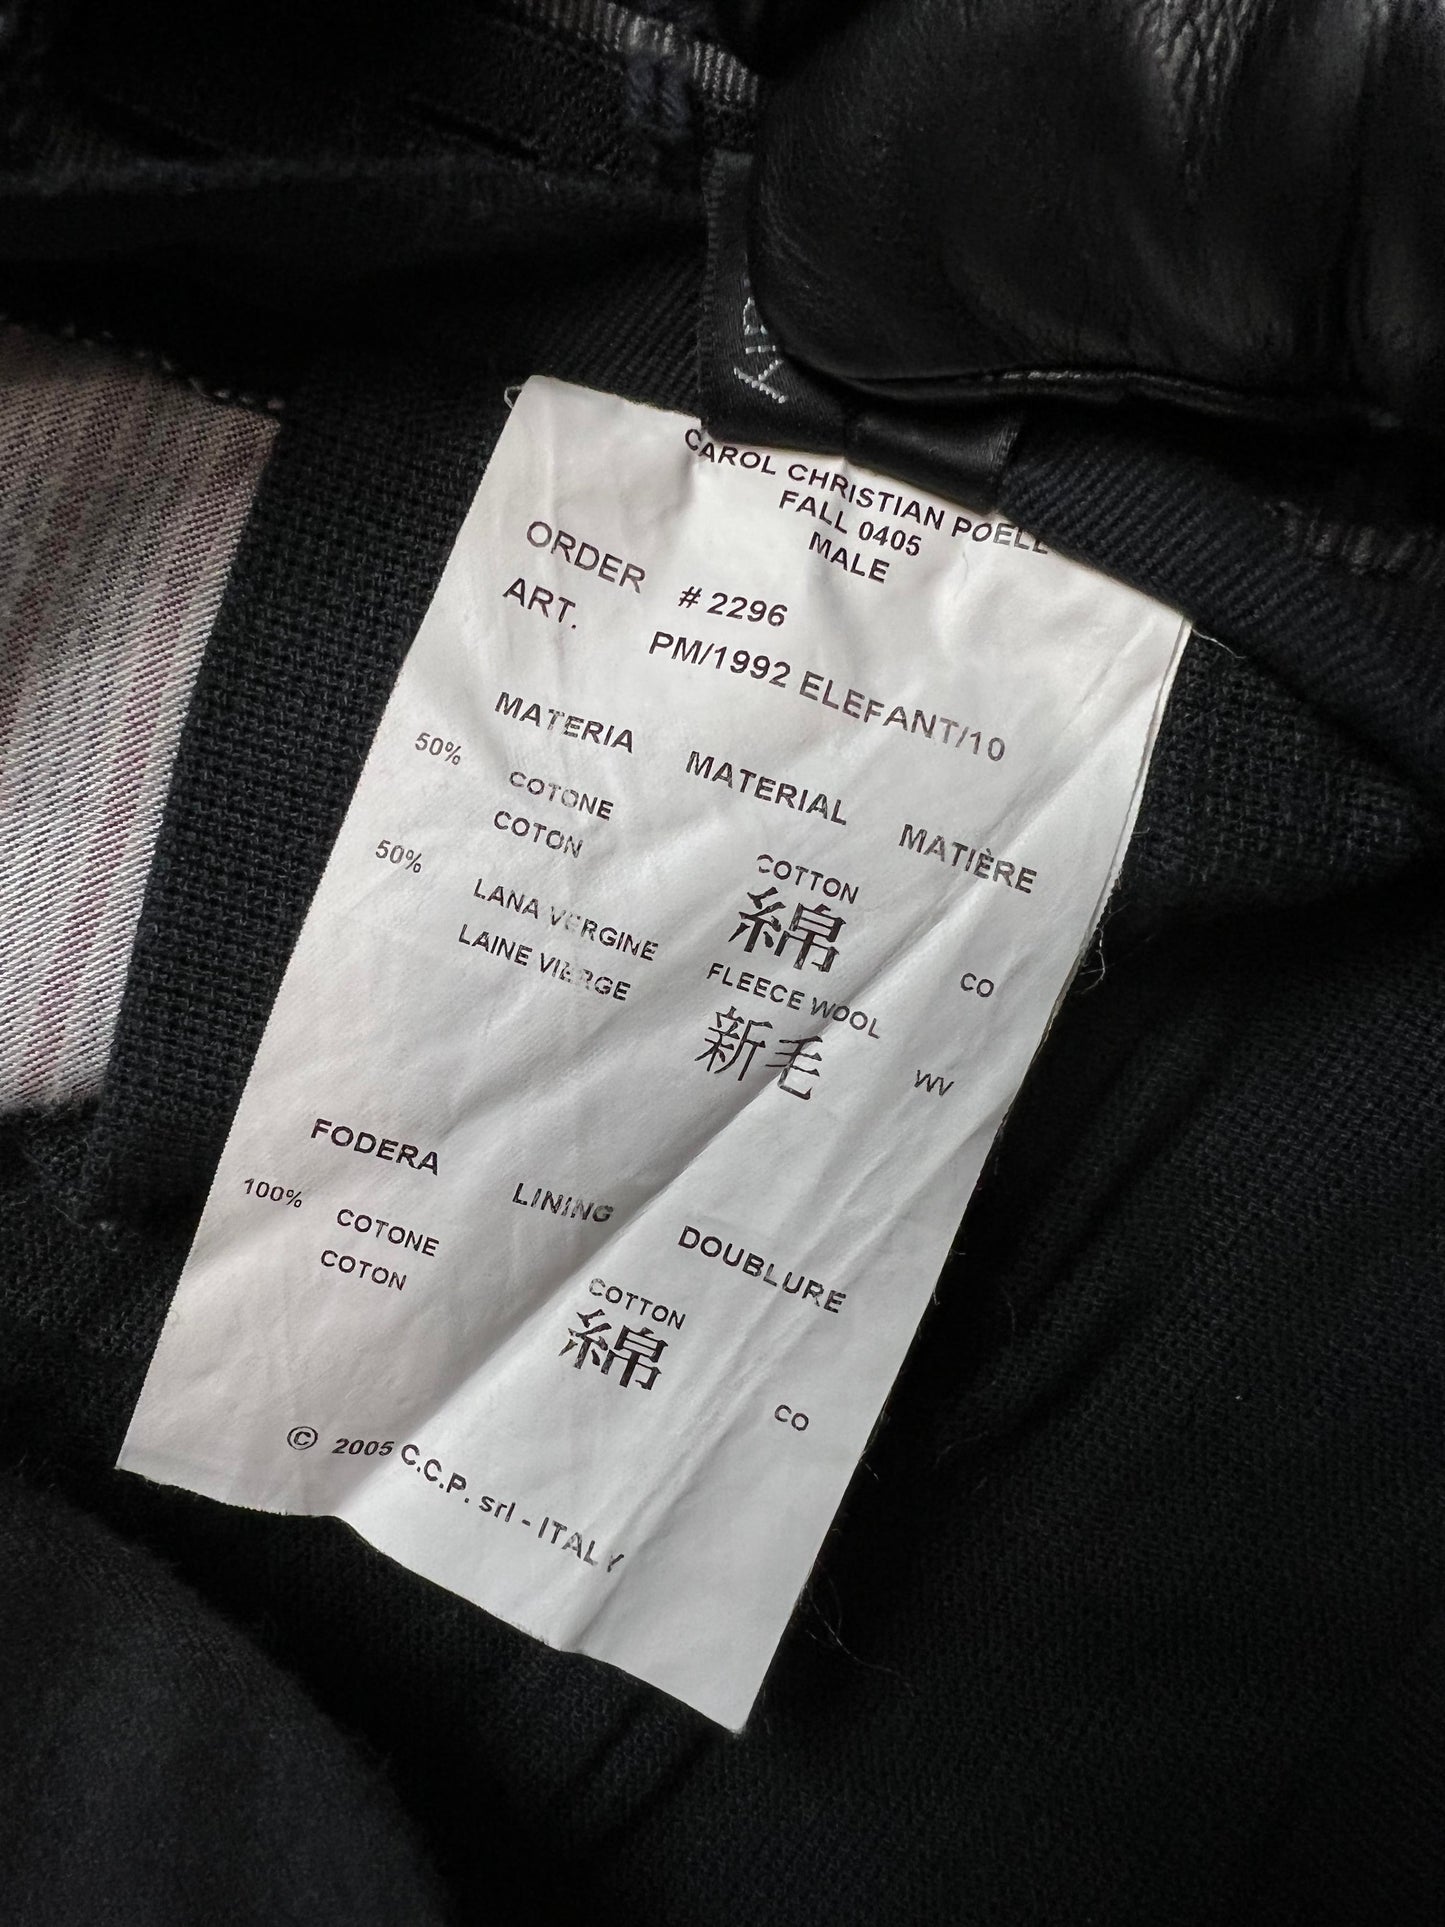 CAROL CHRISTIAN POELL
FALL 0405
MALE
ORDER # 2296
ART. PM/1992 ELEFANT/10
MATERIA MATERIAL MATIÈRE
50% COTONE COTTON
COTON 綿 CO
50% LANA VERGINE FLEECE WOOL
LAINE VIERGE 新毛 WV
FODERA LINING DOUBLURE
100% COTONE COTTON
COTON 綿 CO
© 2005 C.C.P. srl - ITALY